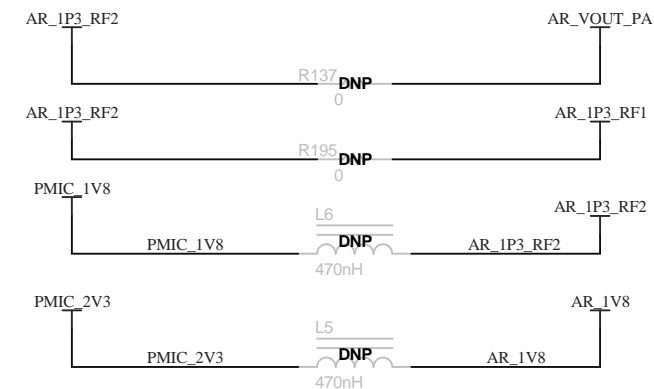 AR_1P3_RF2 AR_VOUT_PA
R137 DNP
0
AR_1P3_RF2 AR_1P3_RF1
R195 DNP
0
PMIC_1V8 AR_1P3_RF2
L6
PMIC_1V8 DNP AR_1P3_RF2
470nH
PMIC_2V3 AR_1V8
L5
PMIC_2V3 DNP AR_1V8
470nH